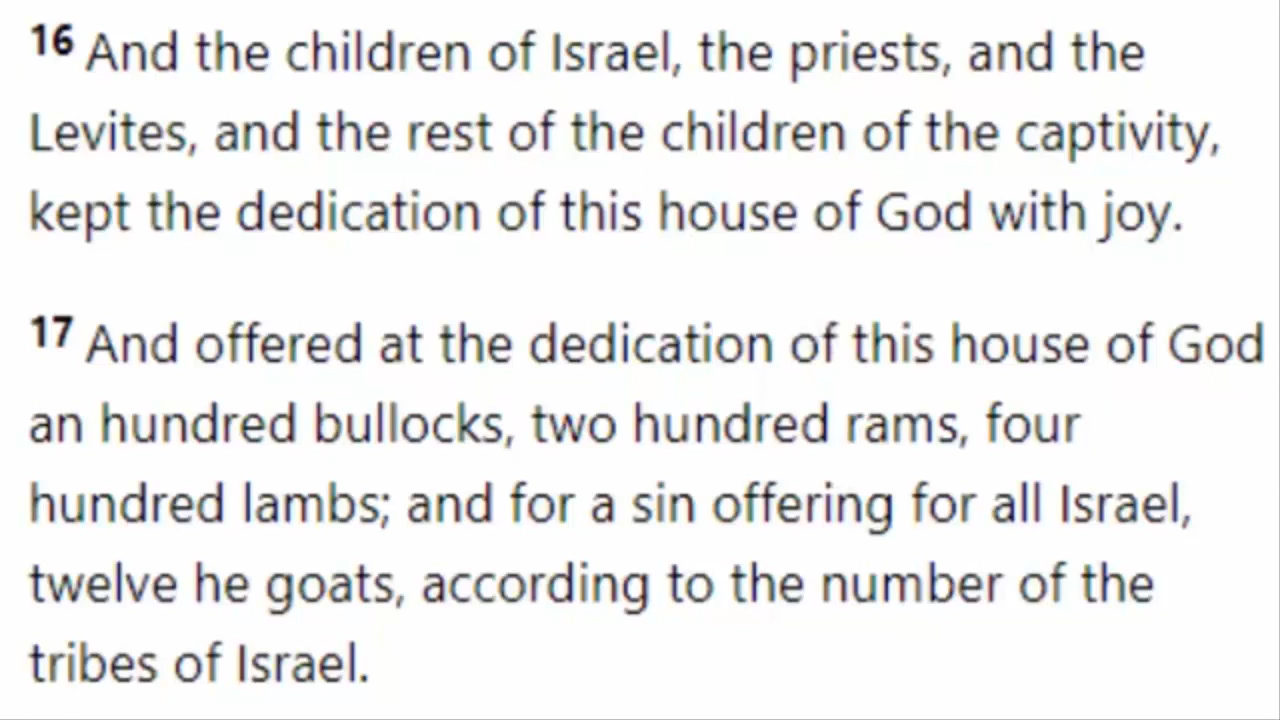 16 And the children of Israel, the priests, and the
Levites, and the rest of the children of the captivity,
kept the dedication of this house of God with joy.
17 And offered at the dedication of this house of God
an hundred bullocks, two hundred rams, four
hundred lambs; and for a sin offering for all Israel,
twelve he goats, according to the number of the
tribes of Israel.